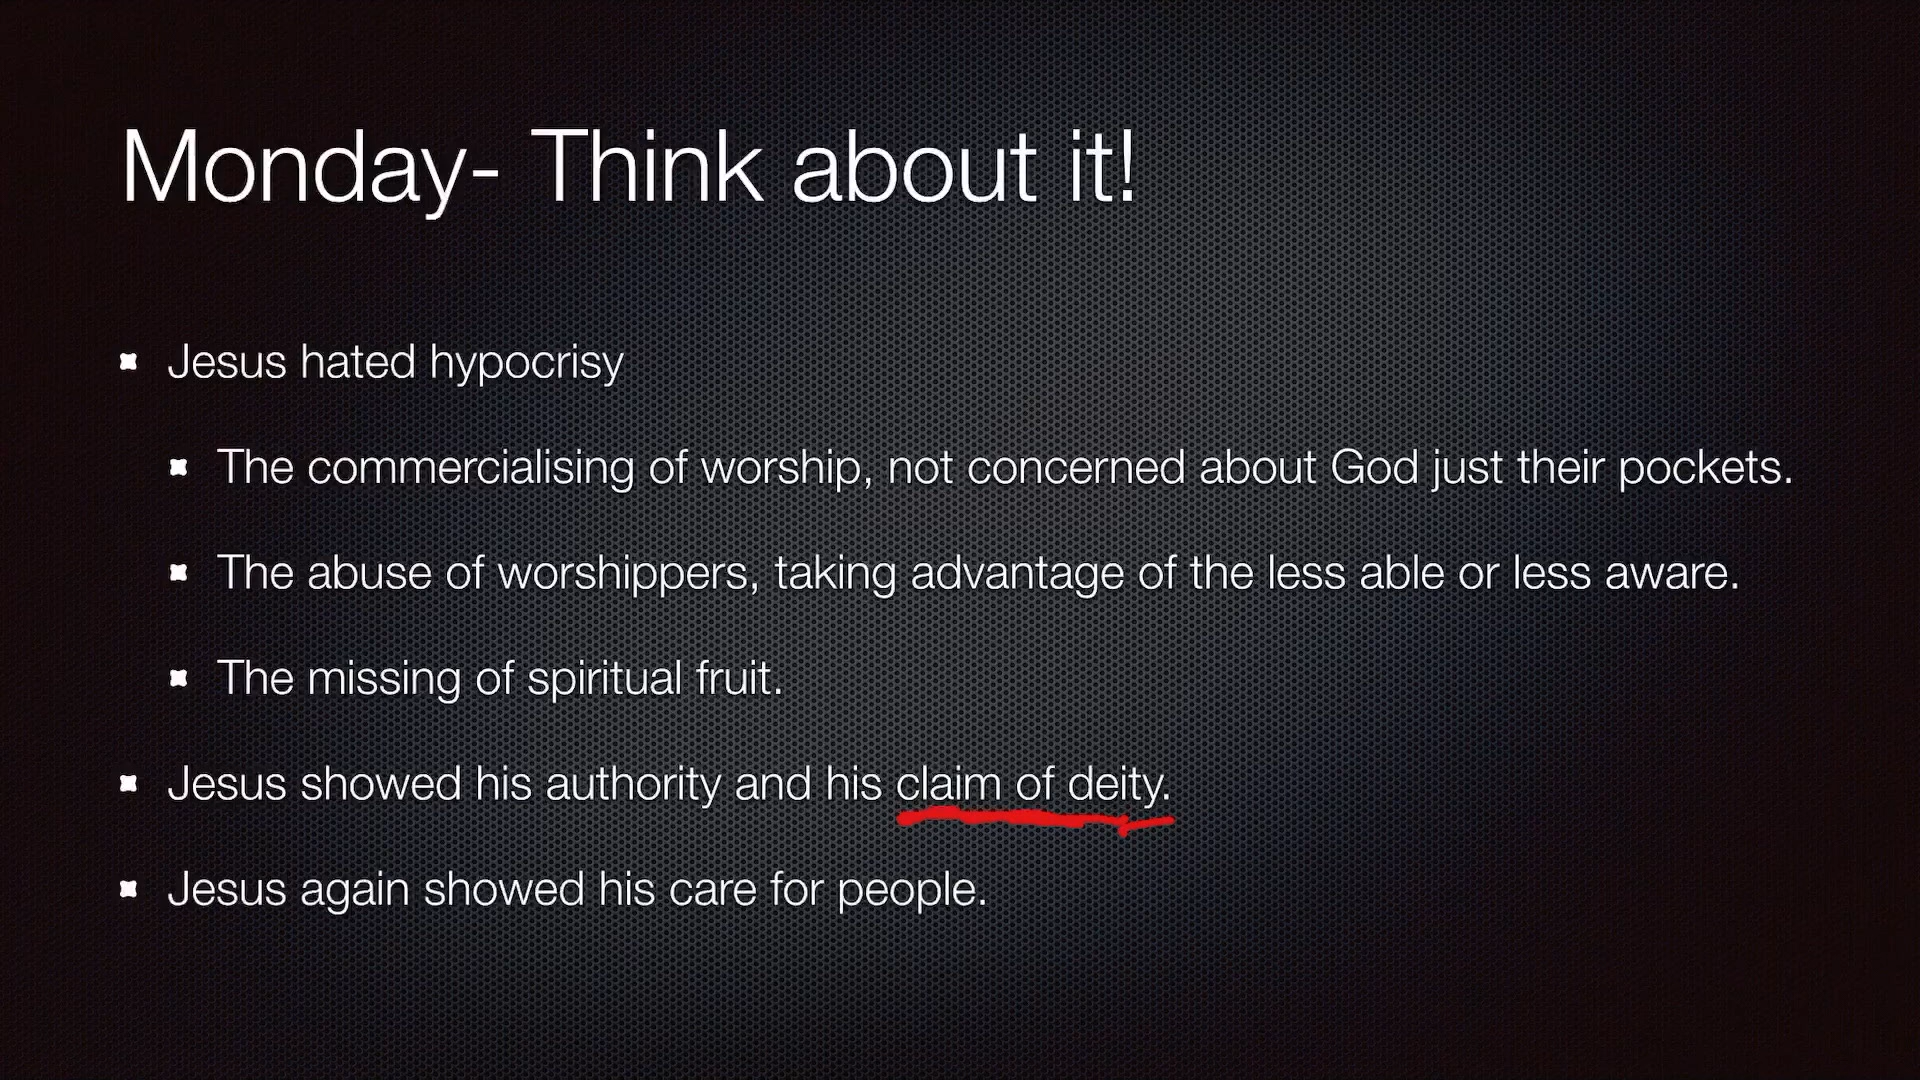 Monday- Think about it!
Jesus hated hypocrisy
The commercialising of worship, not concerned about God just their pockets.
The abuse of worshippers, taking advantage of the less able or less aware.
The missing of spiritual fruit.
Jesus showed his authority and his claim of deity.
Jesus again showed his care for people.